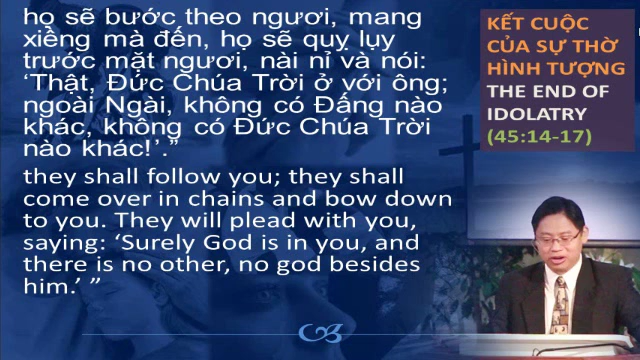 họ sẽ bước theo ngươi, mang
xiềng mà đến, họ sẽ quỵ lụy
trước mặt ngươi, nài nỉ và nói:
‘Thật, Đức Chúa Trời ở với ông;
ngoài Ngài, không có Đấng nào
khác, không có Đức Chúa Trời
nào khác!’.”
they shall follow you; they shall
come over in chains and bow down
to you. They will plead with you,
saying: ‘Surely God is in you, and
there is no other, no god besides
him.’ ”
KẾT CUỘC
CỦA SỰ THỜ
HÌNH TƯỢNG
THE END OF
IDOLATRY
(45:14-17)